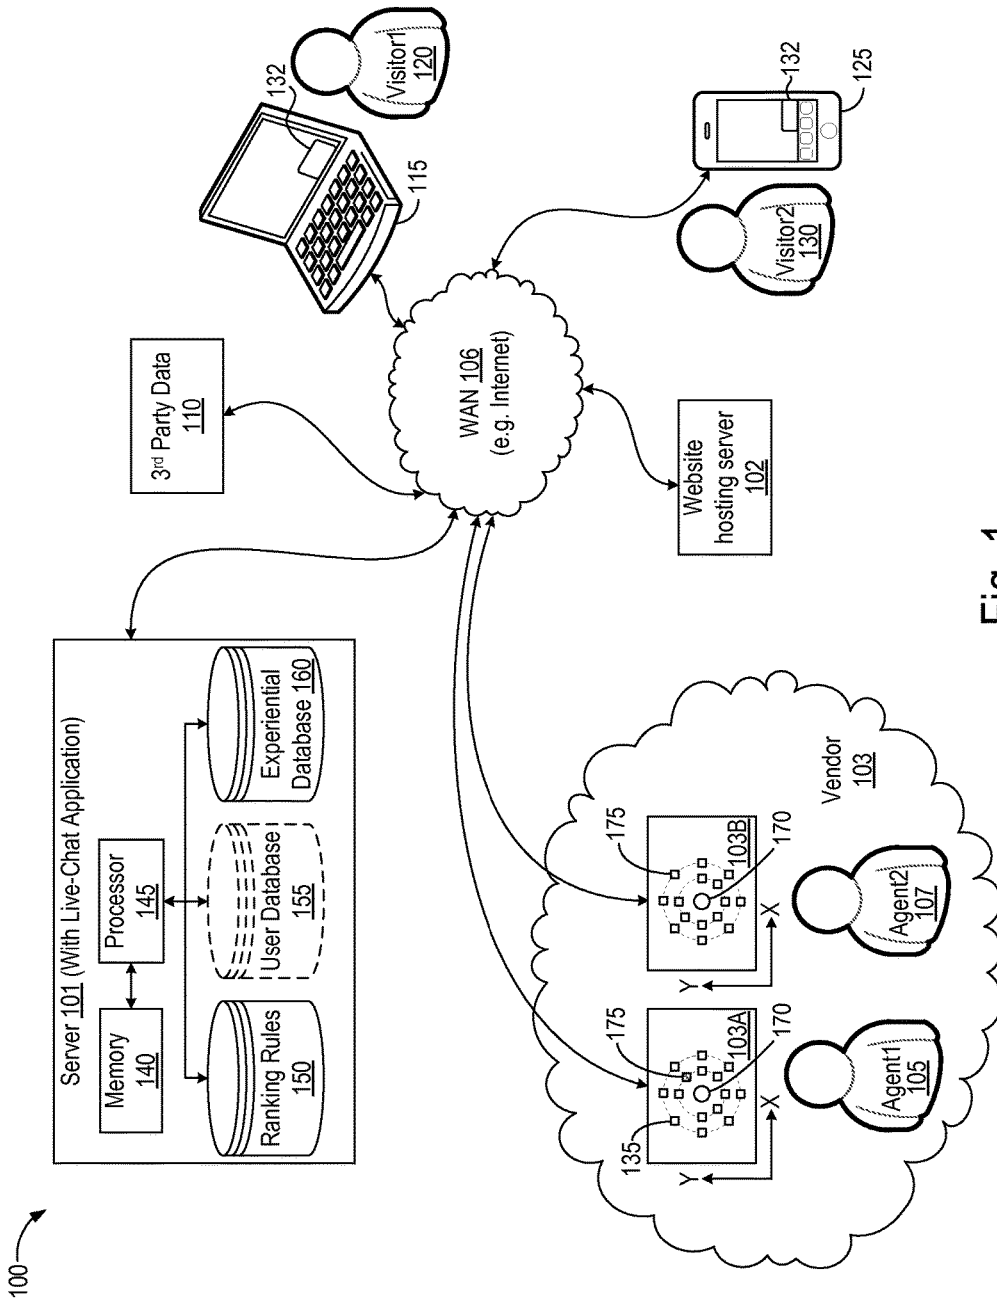 100
Server 101 (With Live-Chat Application)
Memory
140
Processor
145
Ranking Rules
150
User Database
155
Experiential
Database 160
3rd Party Data
110
132
Visitor1
120
115
WAN 106
(e.g. Internet)
Website
hosting server
102
132
125
Visitor2
130
Vendor
103
135
175
103A
170
Y
X
Agent1
105
175
103B
170
Y
X
Agent2
107
Fig. 1